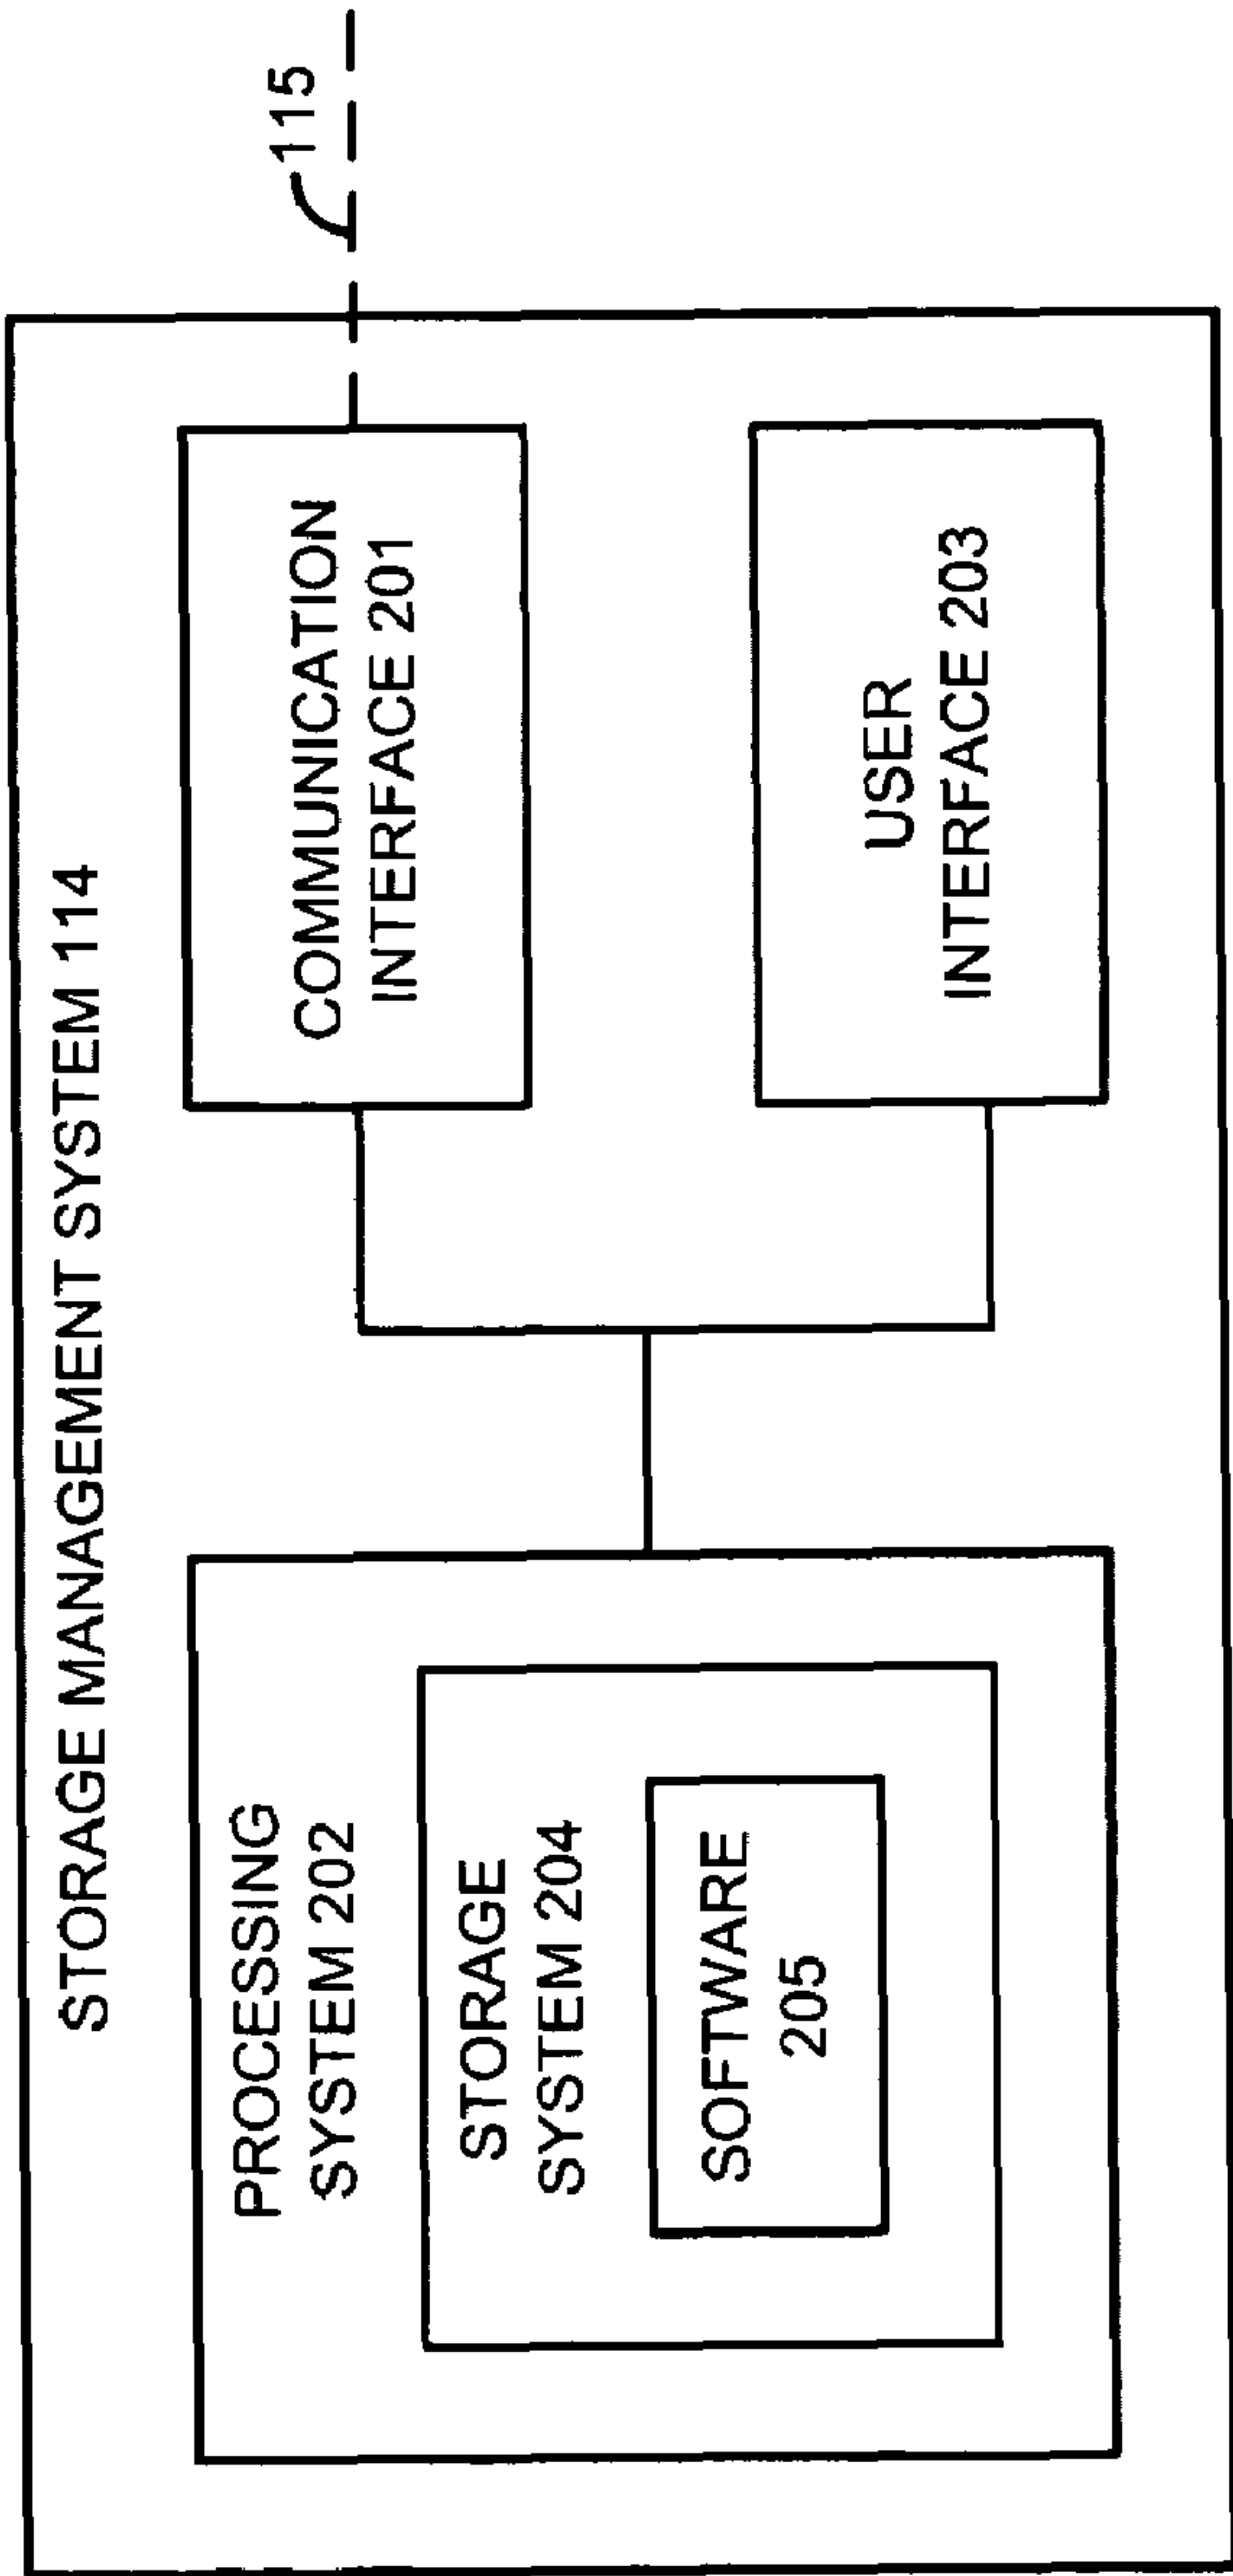 STORAGE MANAGEMENT SYSTEM 114
PROCESSING
SYSTEM 202
STORAGE
SYSTEM 204
SOFTWARE
205
COMMUNICATION
INTERFACE 201
USER
INTERFACE 203
115